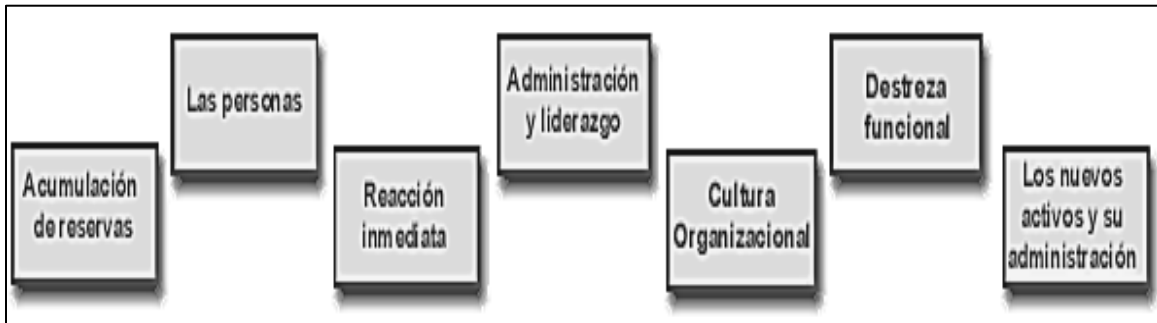 Acumulación
de reservas
Las personas
Reacción
inmediata
Administración
y liderazgo
Cultura
Organizacional
Destreza
funcional
Los nuevos
activos y su
administración